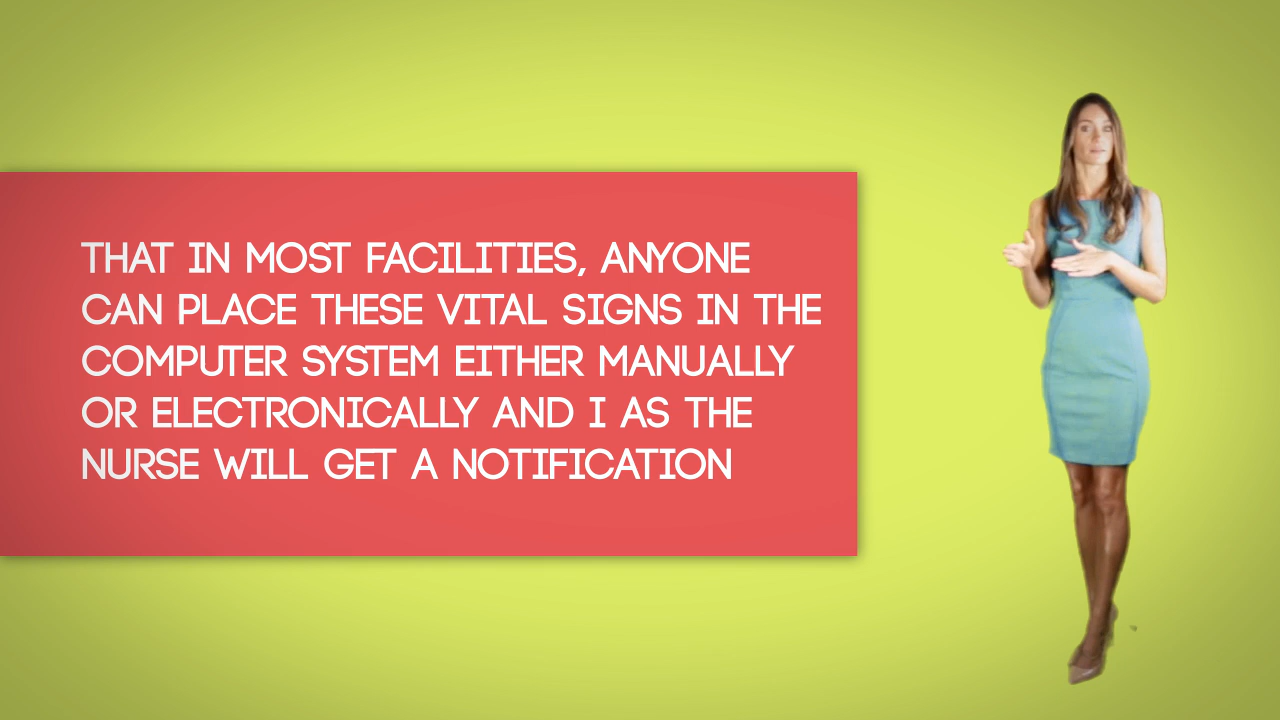 THAT IN MOST FACILITIES, ANYONE
CAN PLACE THESE VITAL SIGNS IN THE
COMPUTER SYSTEM EITHER MANUALLY
OR ELECTRONICALLY AND I AS THE
NURSE WILL GET A NOTIFICATION